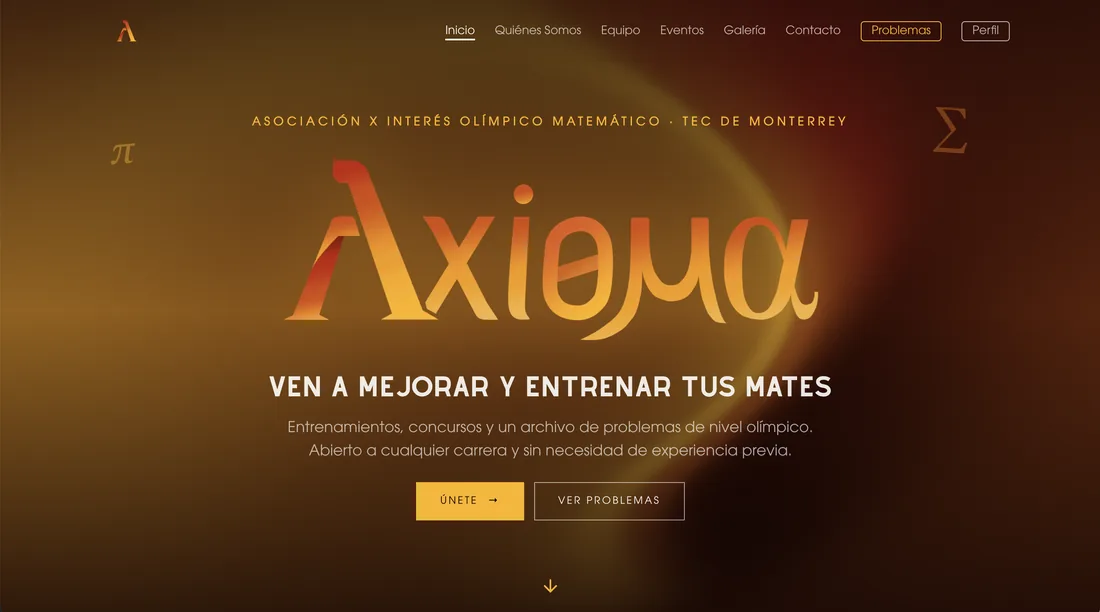 Inicio Quiénes Somos Equipo Eventos Galería Contacto Problemas Perfil
ASOCIACIÓN X INTERÉS OLÍMPICO MATEMÁTICO · TEC DE MONTERREY
π
Σ
Axioma
VEN A MEJORAR Y ENTRENAR TUS MATES
Entrenamientos, concursos y un archivo de problemas de nivel olímpico.
Abierto a cualquier carrera y sin necesidad de experiencia previa.
ÚNETE →
VER PROBLEMAS